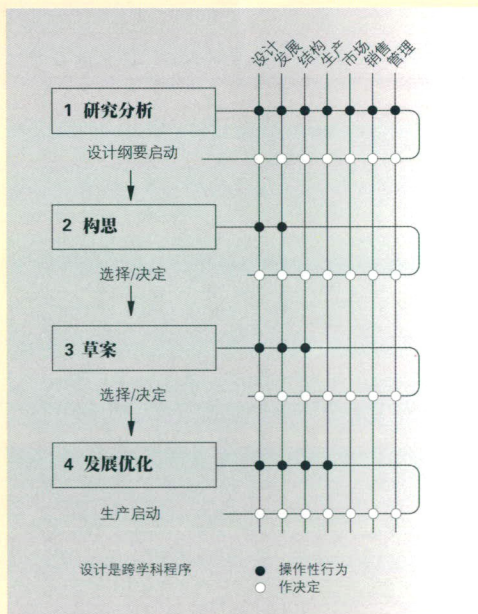 设计 发展 结构 生产 市场 销售 管理
1 研究分析
设计纲要启动
2 构思
选择/决定
3 草案
选择/决定
4 发展优化
生产启动
设计是跨学科程序
操作性行为
作决定